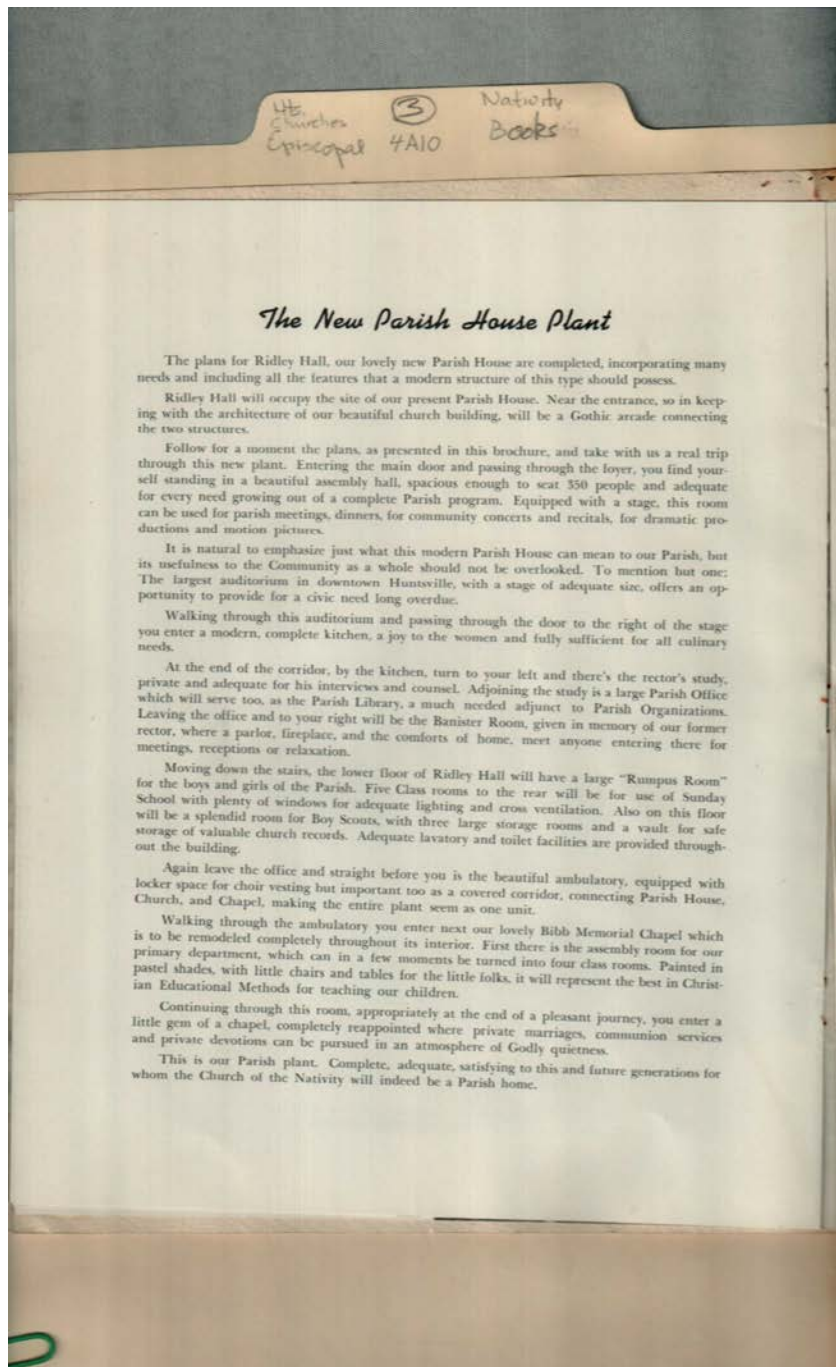 Ht.
Churches
Episcopal
3
4A10
Nativity
Books
The New Parish House Plant
The plans for Ridley Hall, our lovely new Parish House are completed, incorporating many
needs and including all the features that a modern structure of this type should possess.
Ridley Hall will occupy the site of our present Parish House. Near the entrance, so in keep-
ing with the architecture of our beautiful church building, will be a Gothic arcade connecting
the two structures.
Follow for a moment the plans, as presented in this brochure, and take with us a real trip
through this new plant. Entering the main door and passing through the foyer, you find your-
self standing in a beautiful assembly hall, spacious enough to seat 350 people and adequate
for every need growing out of a complete Parish program. Equipped with a stage, this room
can be used for parish meetings, dinners, for community concerts and recitals, for dramatic pro-
ductions and motion pictures.
It is natural to emphasize just what this modern Parish House can mean to our Parish, but
its usefulness to the Community as a whole should not be overlooked. To mention but one;
The largest auditorium in downtown Huntsville, with a stage of adequate size, offers an op-
portunity to provide for a civic need long overdue.
Walking through this auditorium and passing through the door to the right of the stage
you enter a modern, complete kitchen, a joy to the women and fully sufficient for all culinary
needs.
At the end of the corridor, by the kitchen, turn to your left and there's the rector's study,
private and adequate for his interviews and counsel. Adjoining the study is a large Parish Office
which will serve too, as the Parish Library, a much needed adjunct to Parish Organizations.
Leaving the office and to your right will be the Banister Room, given in memory of our former
rector, where a parlor, fireplace, and the comforts of home, meet anyone entering there for
meetings, receptions or relaxation.
Moving down the stairs, the lower floor of Ridley Hall will have a large "Rumpus Room"
for the boys and girls of the Parish. Five Class rooms to the rear will be for use of Sunday
School with plenty of windows for adequate lighting and cross ventilation. Also on this floor
will be a splendid room for Boy Scouts, with three large storage rooms and a vault for safe
storage of valuable church records. Adequate lavatory and toilet facilities are provided through-
out the building.
Again leave the office and straight before you is the beautiful ambulatory, equipped with
locker space for choir vesting but important too as a covered corridor, connecting Parish House,
Church, and Chapel, making the entire plant seem as one unit.
Walking through the ambulatory you enter next our lovely Bibb Memorial Chapel which
is to be remodeled completely throughout its interior. First there is the assembly room for our
primary department, which can in a few moments be turned into four class rooms. Painted in
pastel shades, with little chairs and tables for the little folks, it will represent the best in Christ-
ian Educational Methods for teaching our children.
Continuing through this room, appropriately at the end of a pleasant journey, you enter a
little gem of a chapel, completely reappointed where private marriages, communion services
and private devotions can be pursued in an atmosphere of Godly quietness.
This is our Parish plant. Complete, adequate, satisfying to this and future generations for
whom the Church of the Nativity will indeed be a Parish home.